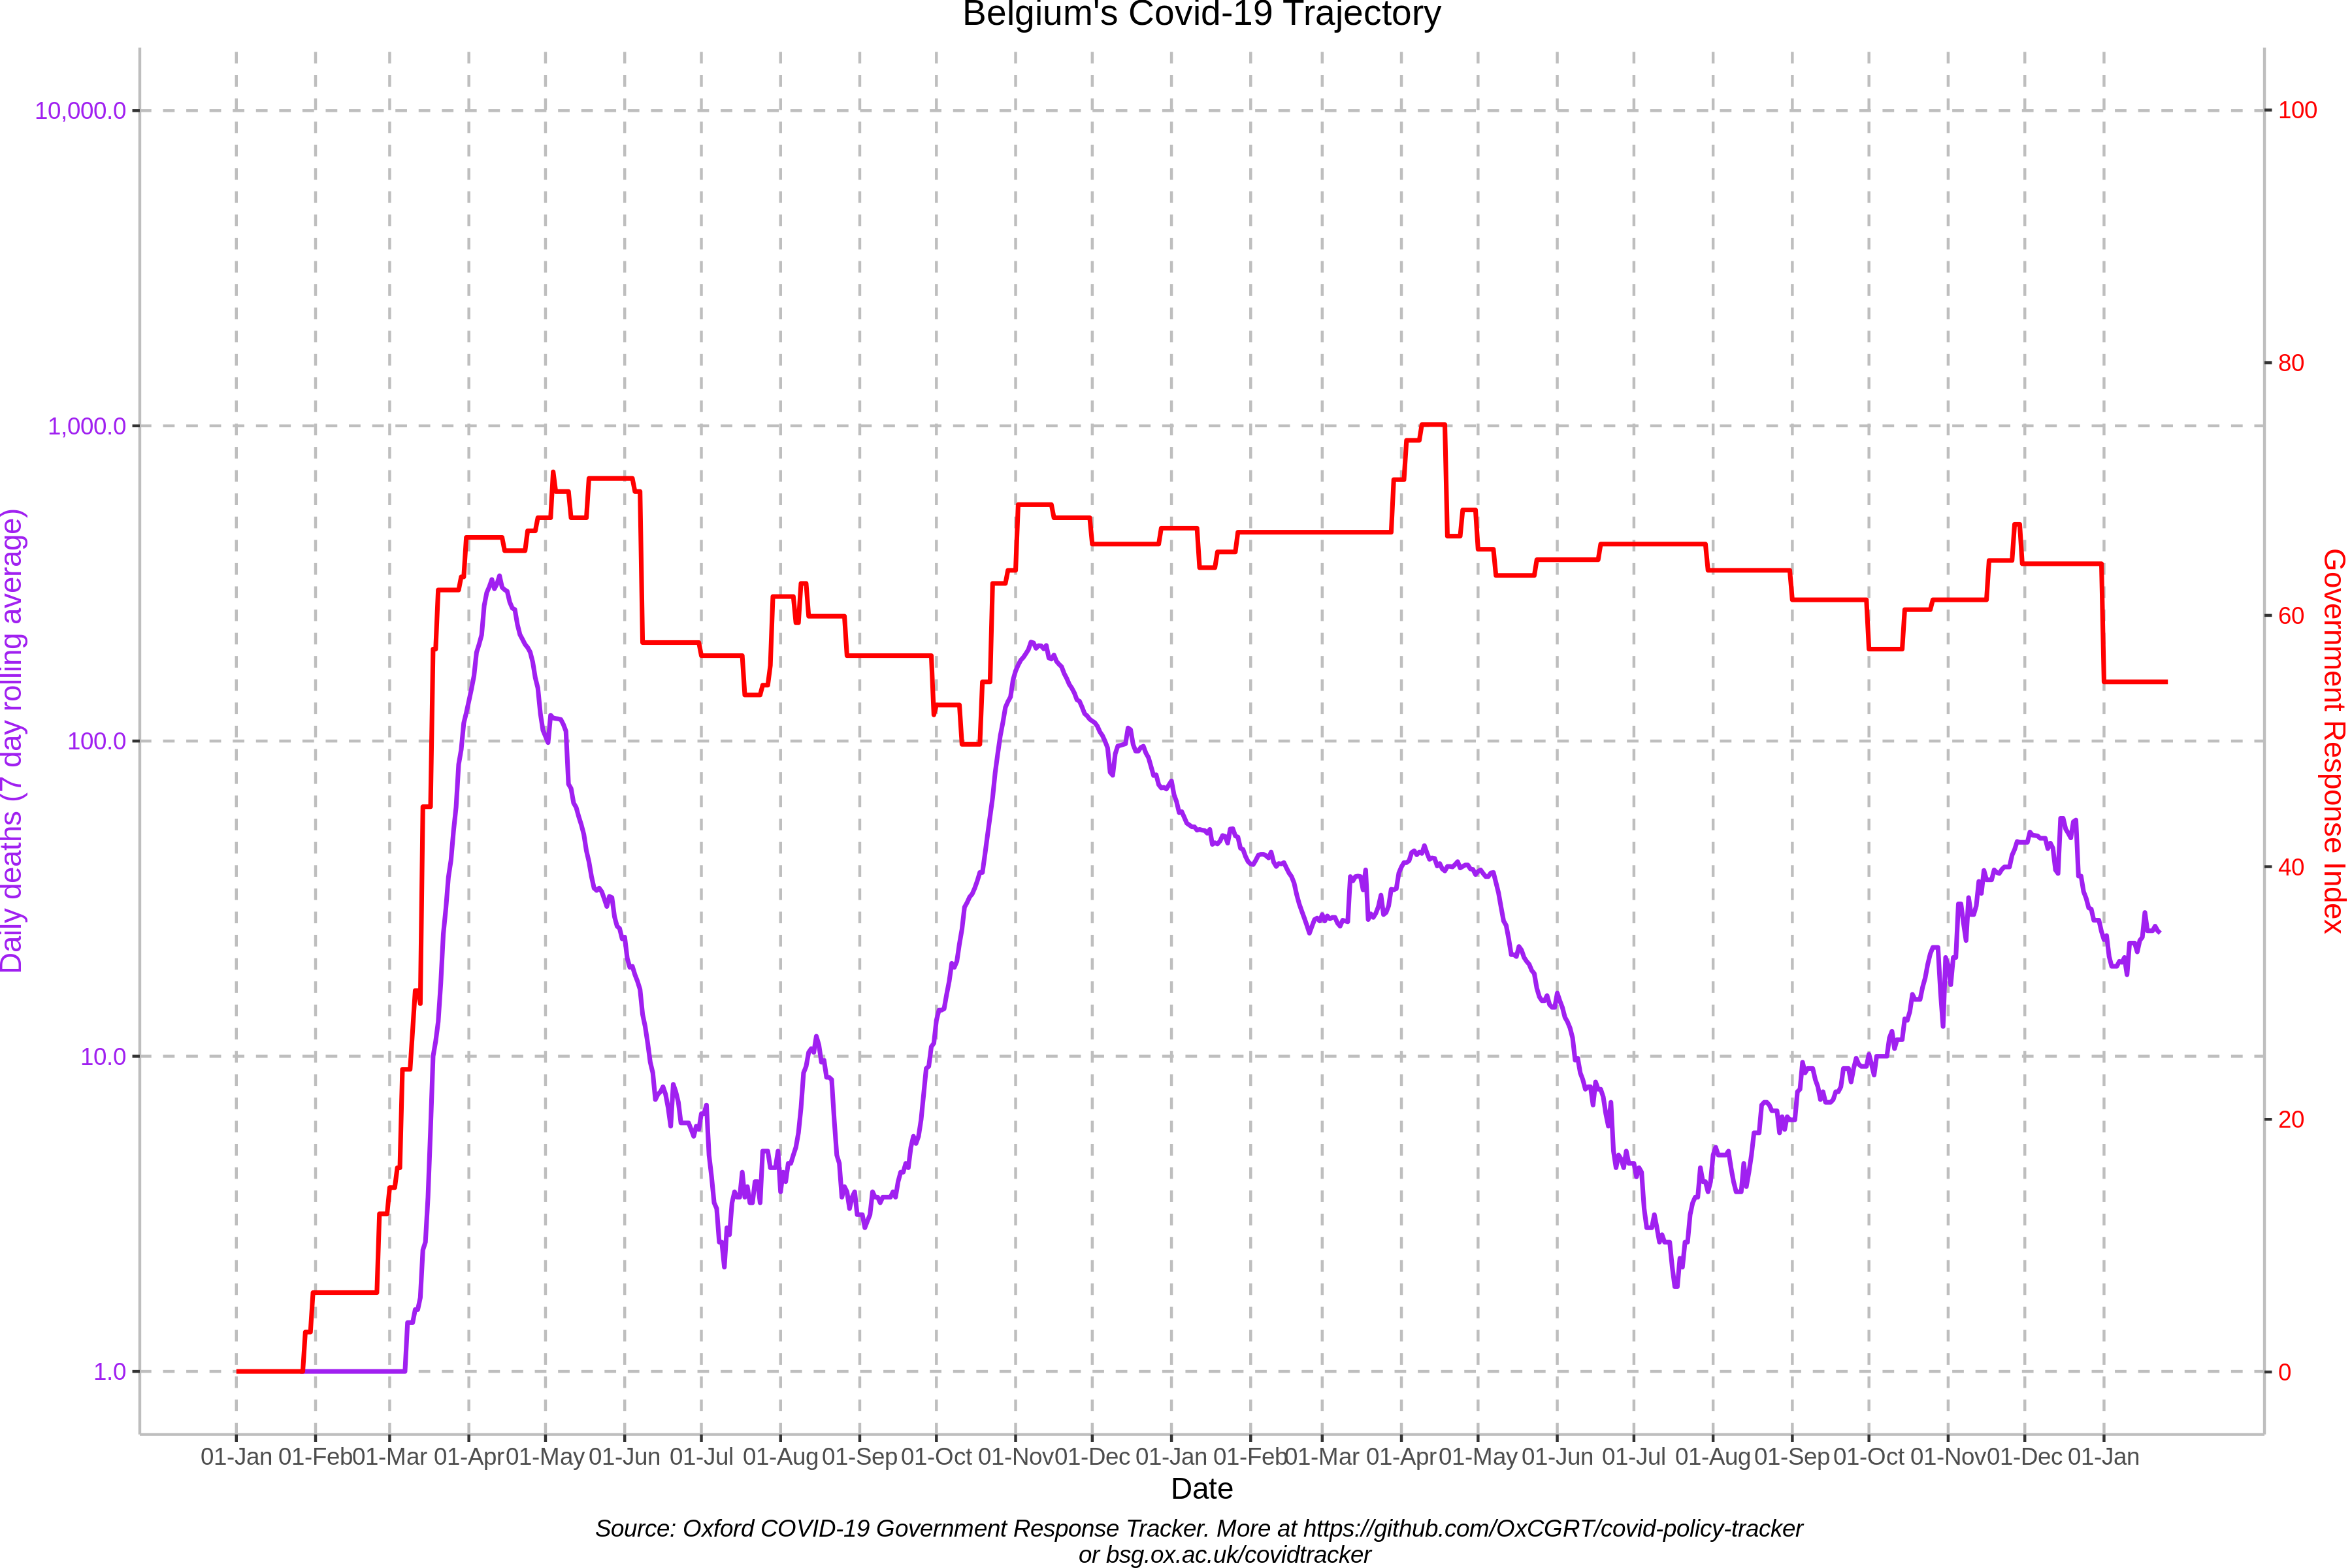 Belgium's Covid-19 Trajectory
10,000.0
1,000.0
100.0
10.0
1.0
Daily deaths (7 day rolling average)
100
80
60
40
20
0
Government Response Index
01-Jan 01-Feb 01-Mar 01-Apr 01-May 01-Jun 01-Jul 01-Aug 01-Sep 01-Oct 01-Nov 01-Dec 01-Jan 01-Feb 01-Mar 01-Apr 01-May 01-Jun 01-Jul 01-Aug 01-Sep 01-Oct 01-Nov 01-Dec 01-Jan
Date
Source: Oxford COVID-19 Government Response Tracker. More at https://github.com/OxCGRT/covid-policy-tracker
or bsg.ox.ac.uk/covidtracker